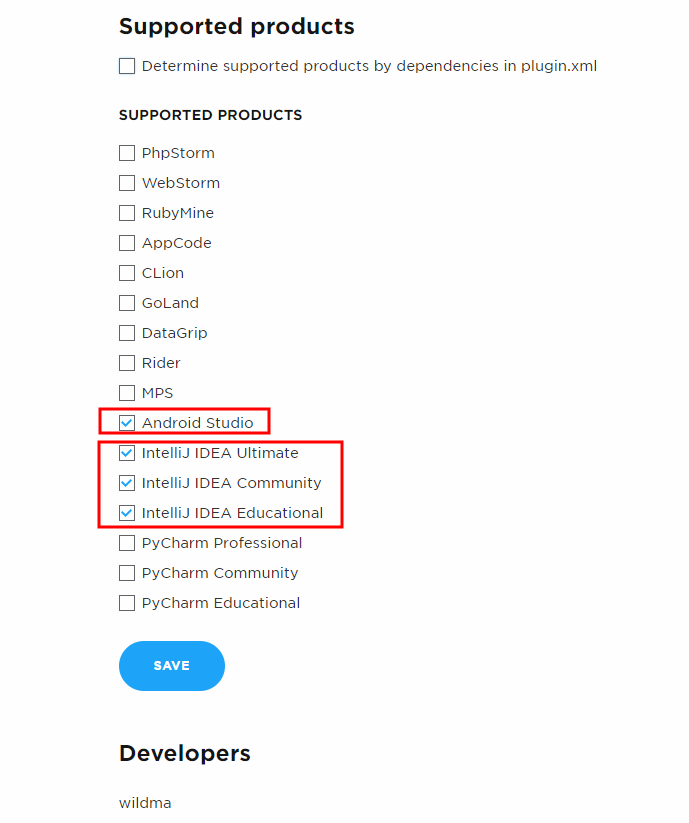 Supported products
Determine supported products by dependencies in plugin.xml
SUPPORTED PRODUCTS
PhpStorm
WebStorm
RubyMine
AppCode
CLion
GoLand
DataGrip
Rider
MPS
Android Studio
IntelliJ IDEA Ultimate
IntelliJ IDEA Community
IntelliJ IDEA Educational
PyCharm Professional
PyCharm Community
PyCharm Educational
SAVE
Developers
wildma